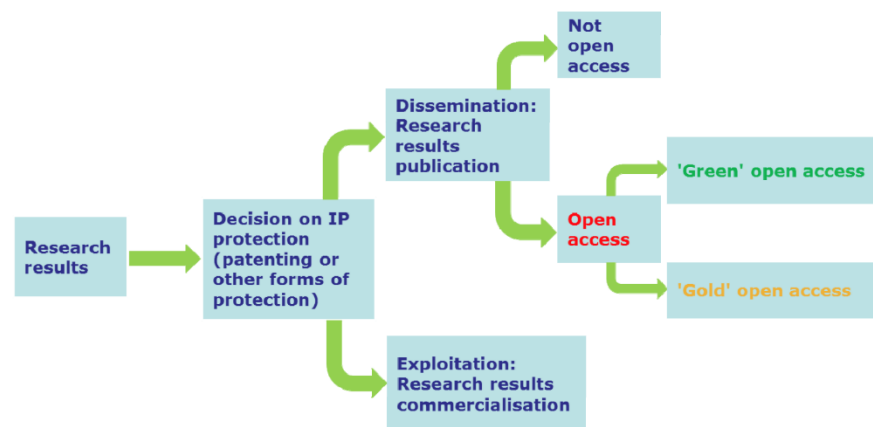 Research
results
Decision on IP
protection
(patenting or
other forms of
protection)
Dissemination:
Research
results
publication
Not
open
access
Open
access
'Green' open access
'Gold' open access
Exploitation:
Research results
commercialisation